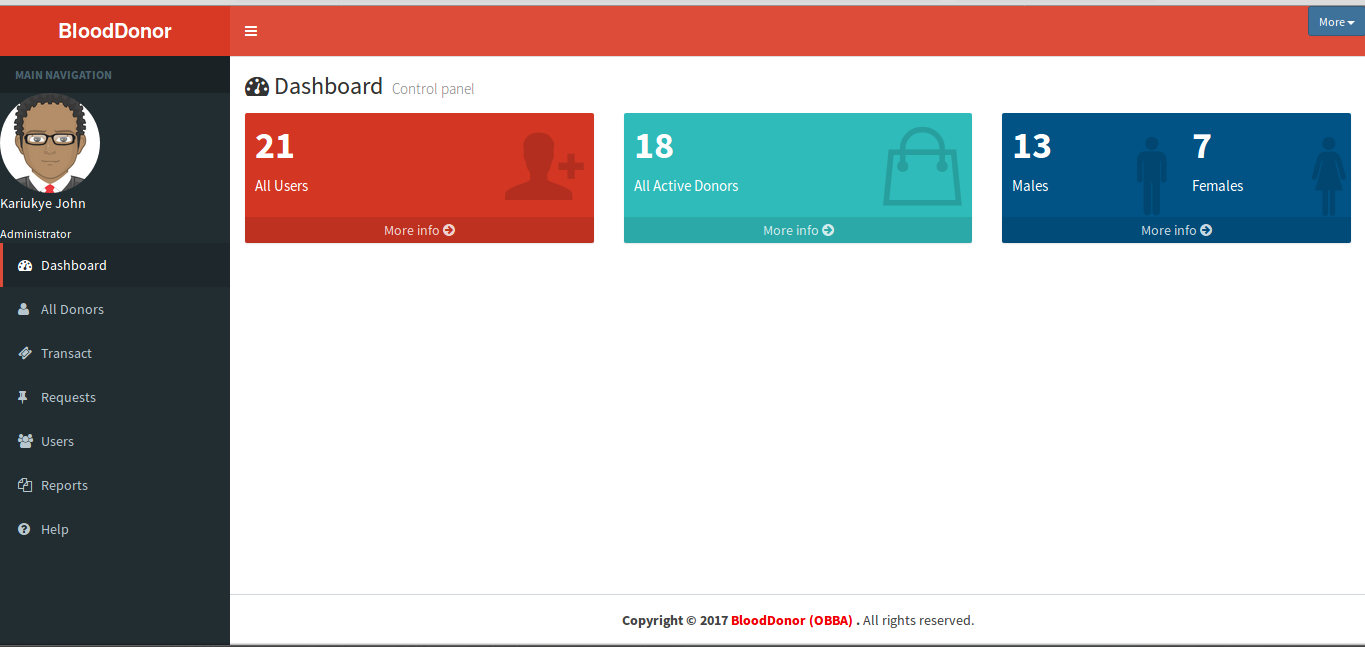 BloodDonor
More
MAIN NAVIGATION
Kariukye John
Administrator
Dashboard
All Donors
Transact
Requests
Users
Reports
Help
Dashboard Control panel
21
All Users
More info
18
All Active Donors
More info
13 7
Males Females
More info
Copyright © 2017 BloodDonor (OBBA) . All rights reserved.